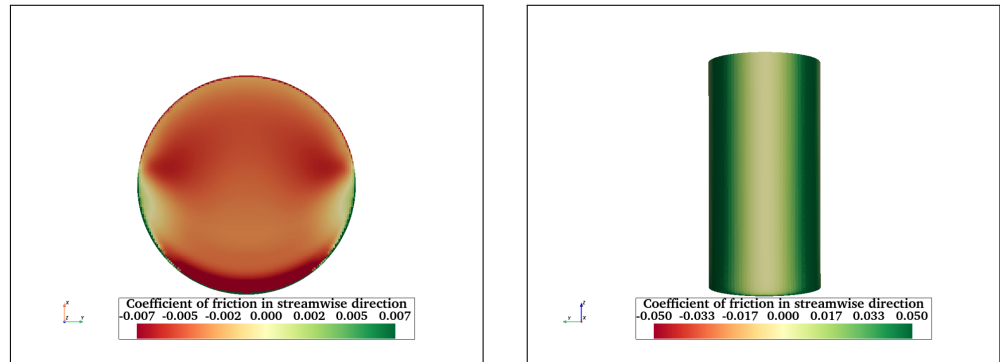 Coefficient of friction in streamwise direction
-0.007 -0.005 -0.002 0.000 0.002 0.005 0.007
X
Z Y
Coefficient of friction in streamwise direction
-0.050 -0.033 -0.017 0.000 0.017 0.033 0.050
Z
Y X